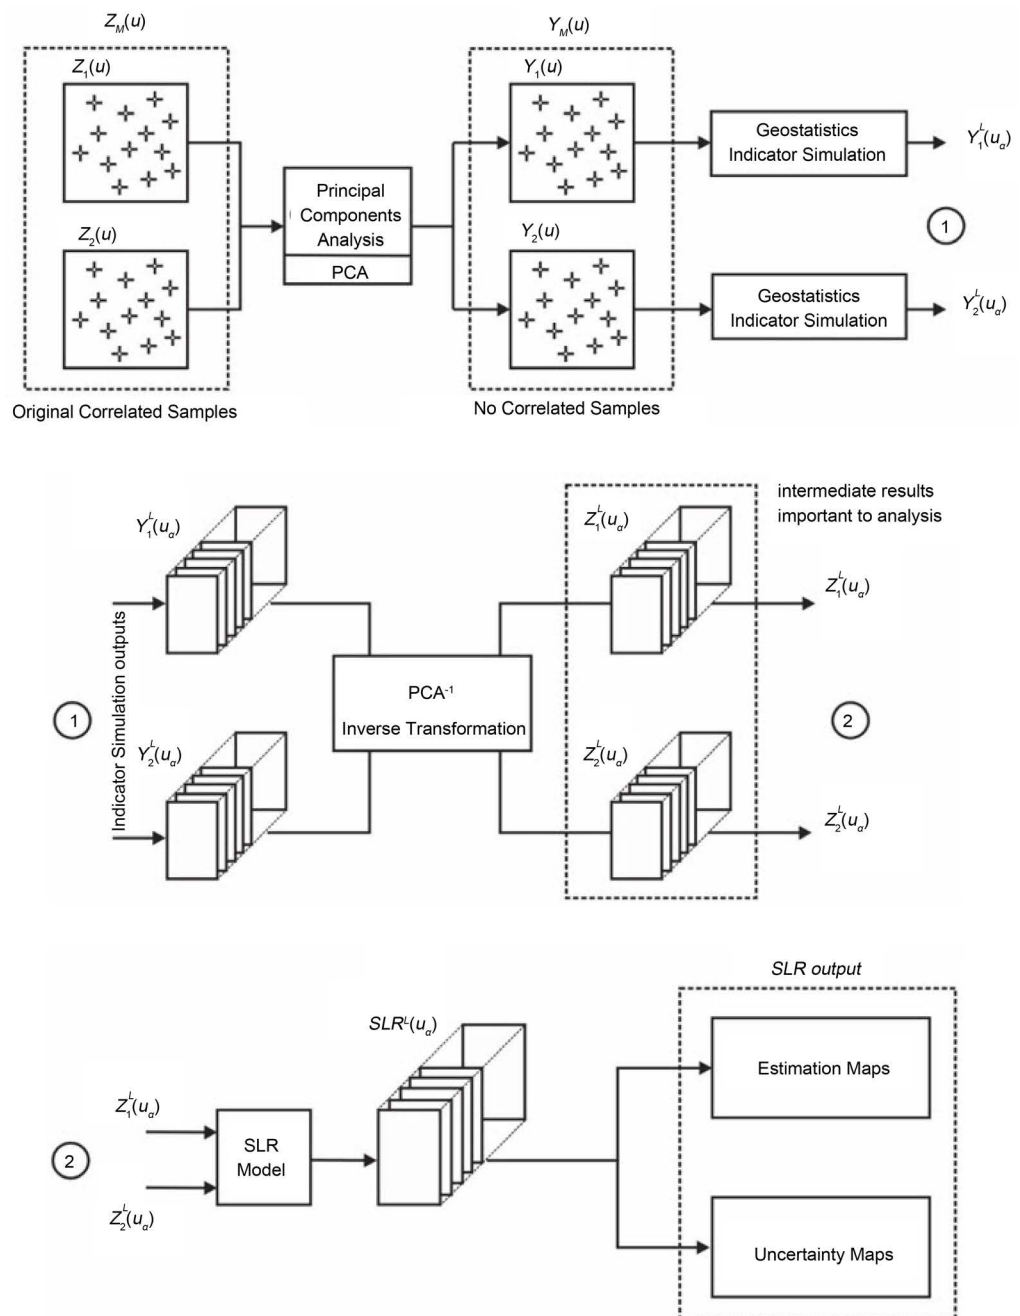 Z_M(u)
Y_M(u)
Z_1(u)
Y_1(u)
Geostatistics
Indicator Simulation
Y_1^L(u_α)
Principal
Components
Analysis
PCA
1
Z_2(u)
Y_2(u)
Geostatistics
Indicator Simulation
Y_2^L(u_α)
Original Correlated Samples
No Correlated Samples
intermediate results
important to analysis
Y_1^L(u_α)
Z_1^L(u_α)
Z_1^L(u_α)
Indicator Simulation outputs
PCA^-1
Inverse Transformation
1
2
Y_2^L(u_α)
Z_2^L(u_α)
Z_2^L(u_α)
SLR output
SLR^L(u_α)
Estimation Maps
Z_1^L(u_α)
SLR
Model
2
Z_2^L(u_α)
Uncertainty Maps